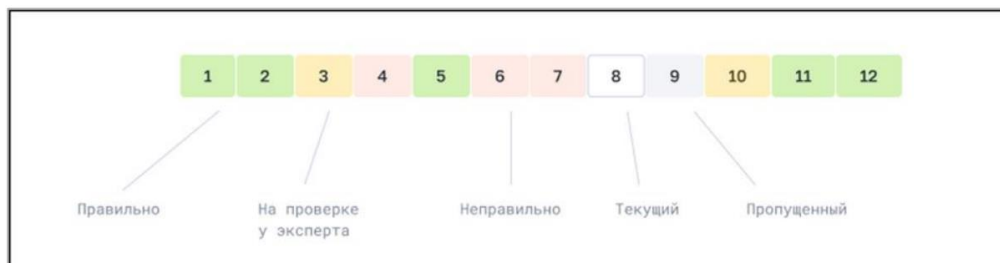 1 2 3 4 5 6 7 8 9 10 11 12
Правильно На проверке Неправильно Текущий Пропущенный
у эксперта